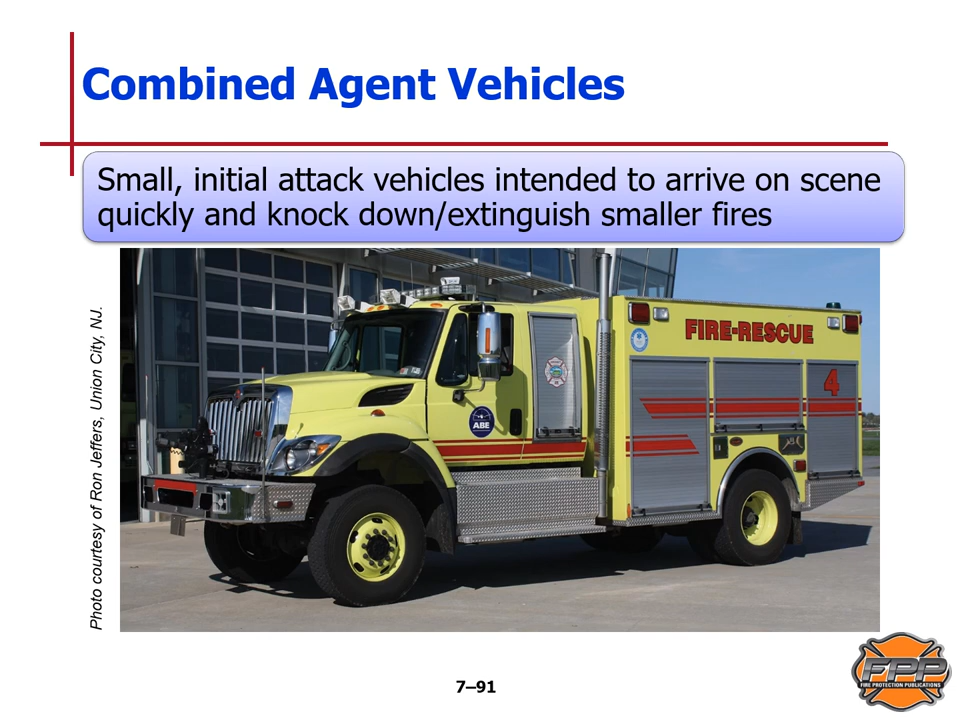 Combined Agent Vehicles
Small, initial attack vehicles intended to arrive on scene
quickly and knock down/extinguish smaller fires
Photo courtesy of Ron Jeffers, Union City, NJ.
FIRE-RESCUE
4
ABE
7–91
FPP
FIRE PROTECTION PUBLICATIONS